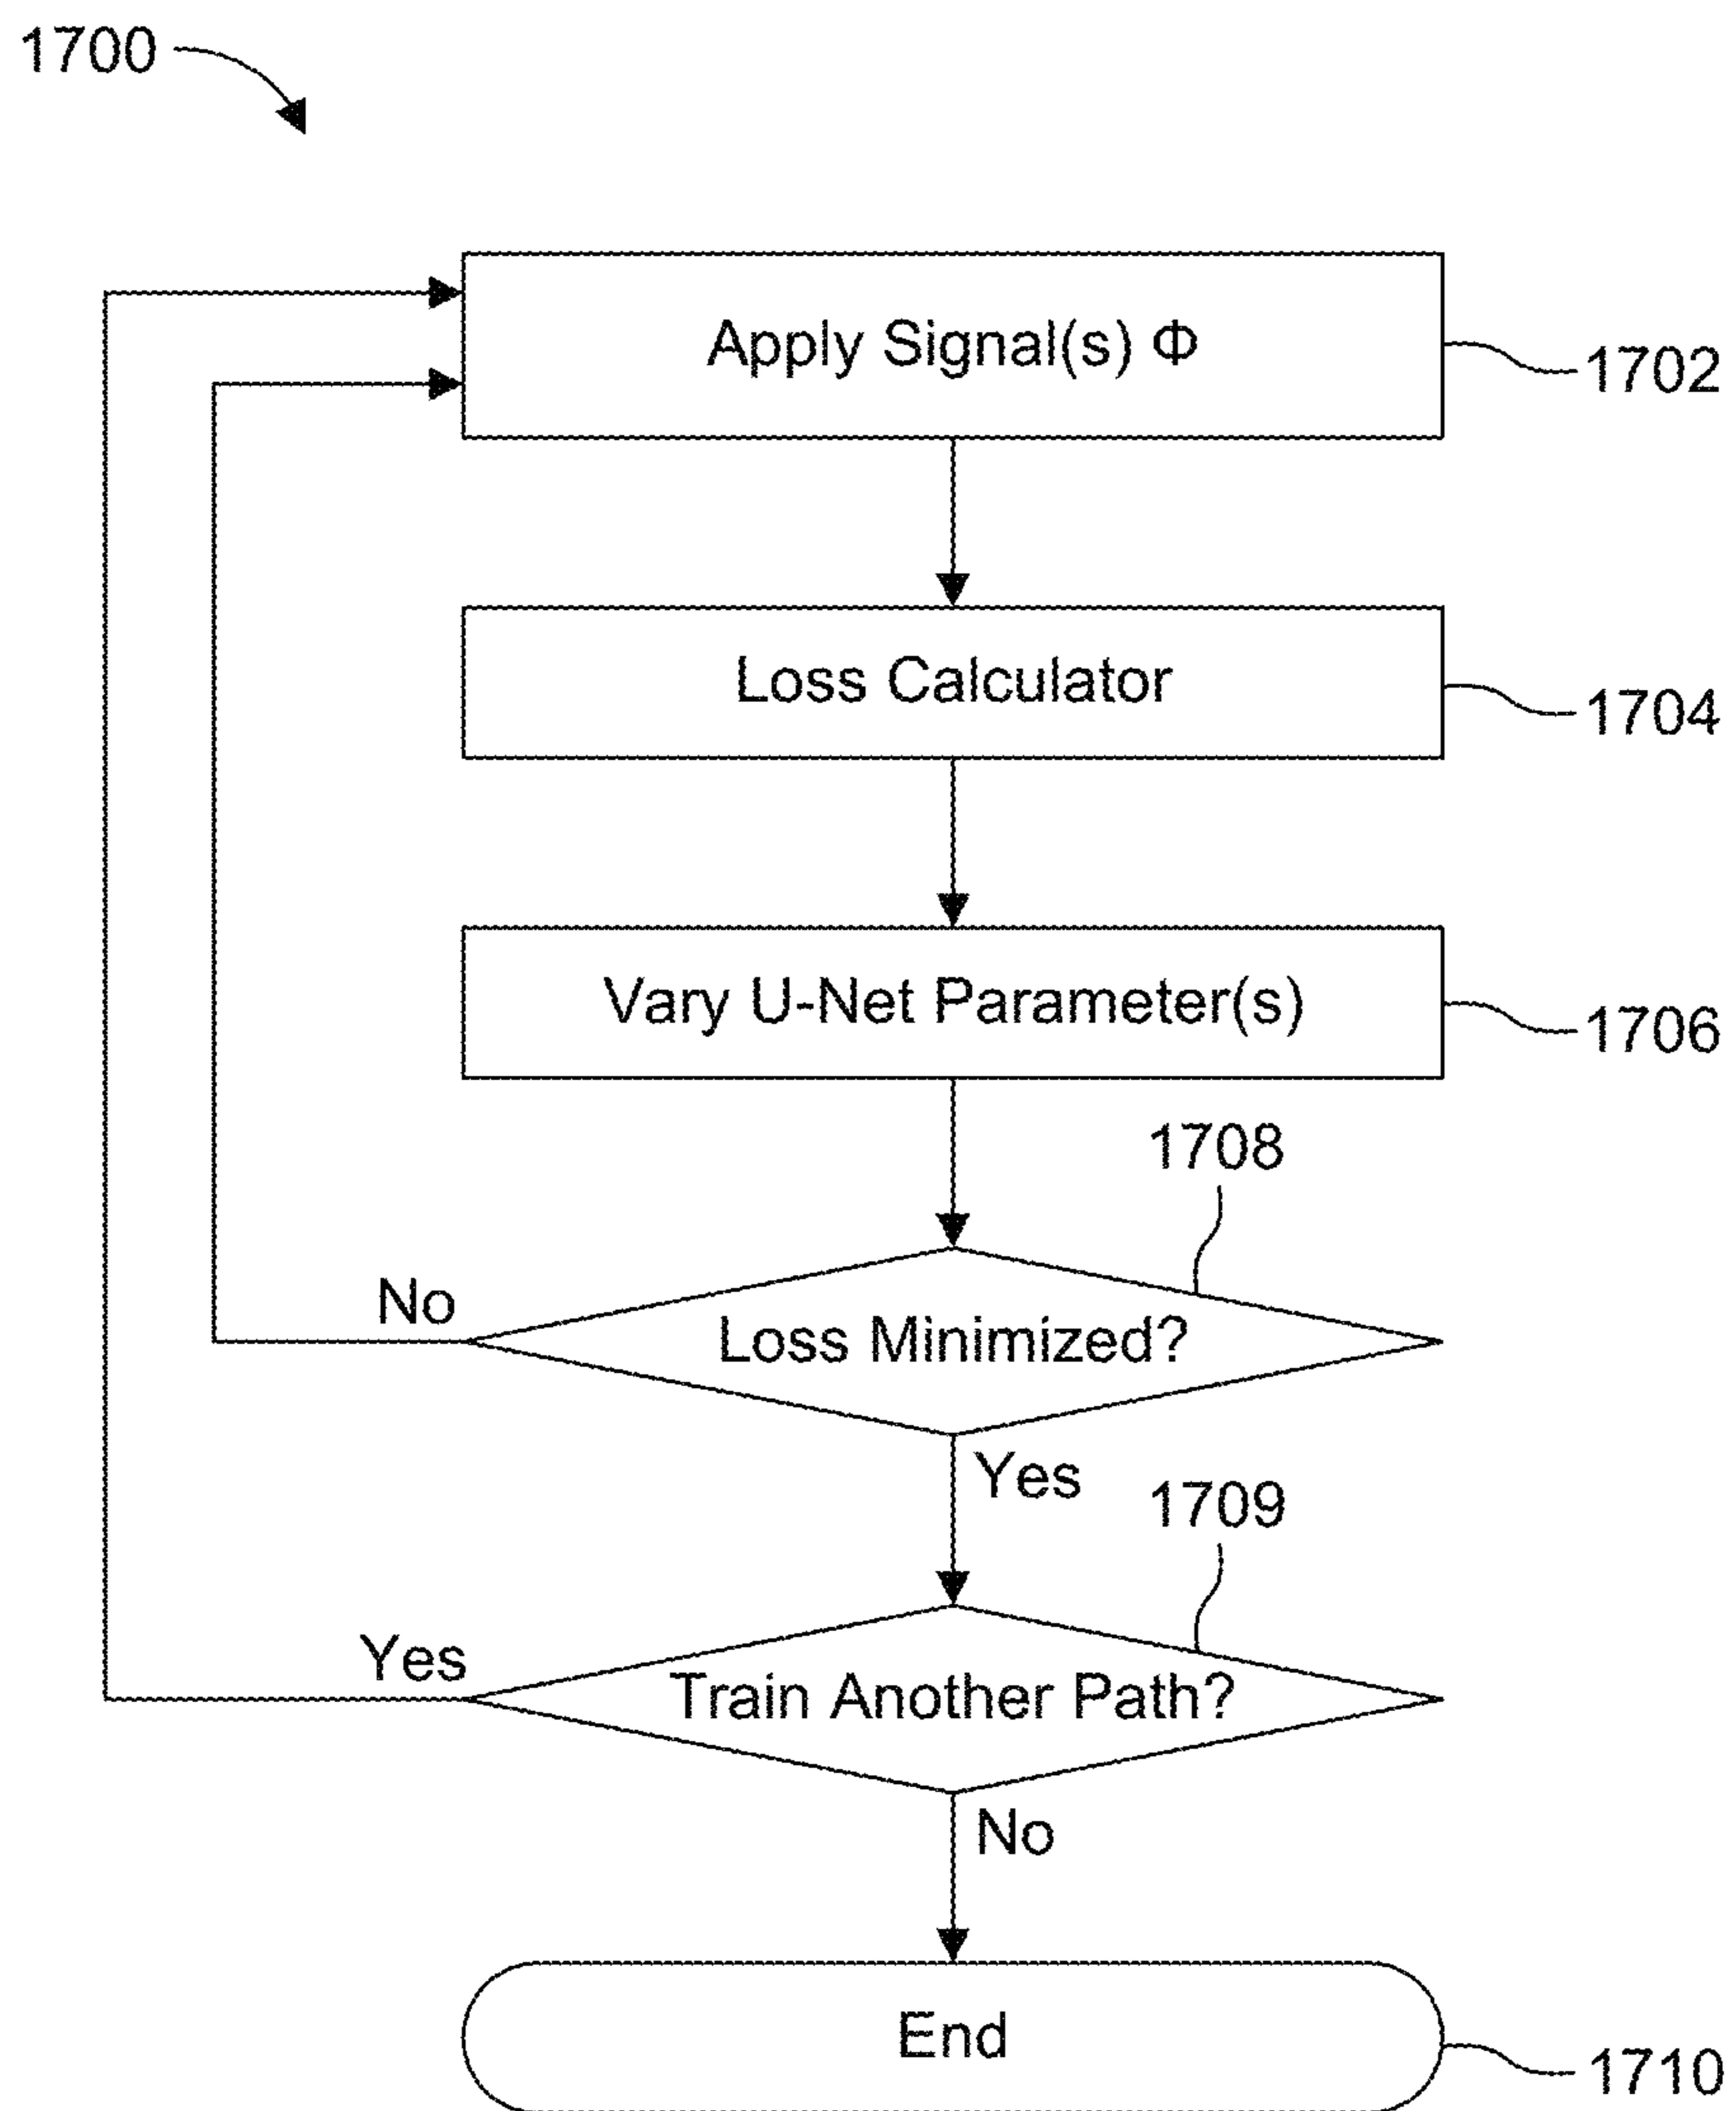 1700
Apply Signal(s) Φ
1702
Loss Calculator
1704
Vary U-Net Parameter(s)
1706
1708
No
Loss Minimized?
Yes
1709
Yes
Train Another Path?
No
End
1710